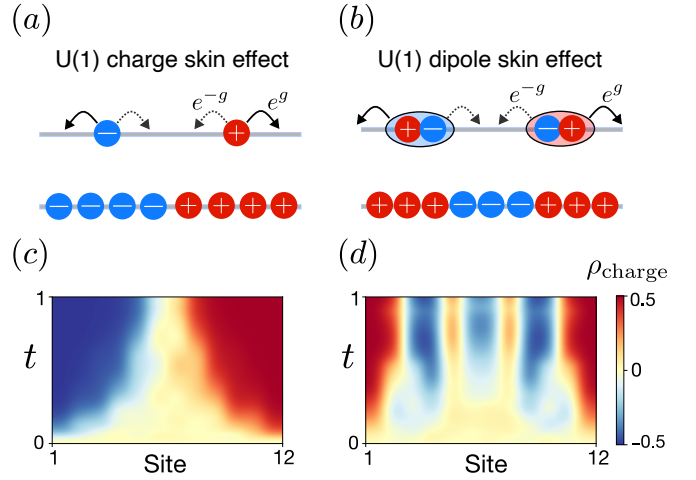 (a)
U(1) charge skin effect
e^{-g} e^{g}
− +
− − − − + + + +
(b)
U(1) dipole skin effect
e^{-g} e^{g}
+ − − +
+ + + − − − + + +
(c)
1
t
0
1 Site 12
(d)
1
t
0
1 Site 12
ρ_charge
0.5
0
−0.5